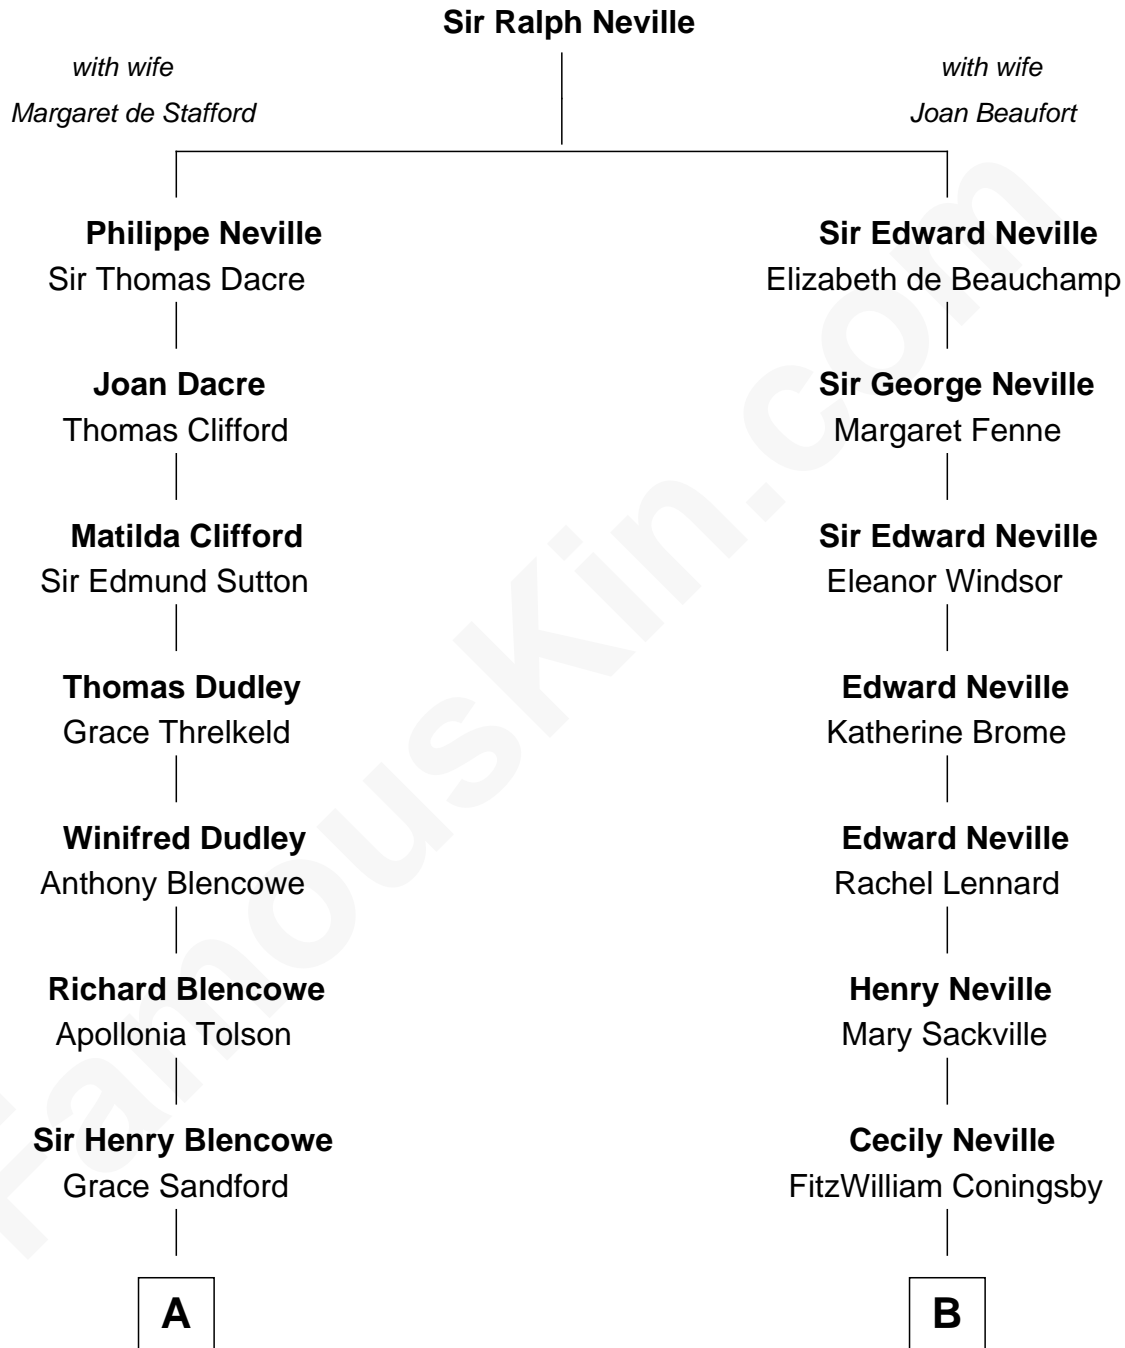 Sir Ralph Neville
with wife
Margaret de Stafford
with wife
Joan Beaufort
Philippe Neville
Sir Thomas Dacre
Joan Dacre
Thomas Clifford
Matilda Clifford
Sir Edmund Sutton
Thomas Dudley
Grace Threlkeld
Winifred Dudley
Anthony Blencowe
Richard Blencowe
Apollonia Tolson
Sir Henry Blencowe
Grace Sandford
A
Sir Edward Neville
Elizabeth de Beauchamp
Sir George Neville
Margaret Fenne
Sir Edward Neville
Eleanor Windsor
Edward Neville
Katherine Brome
Edward Neville
Rachel Lennard
Henry Neville
Mary Sackville
Cecily Neville
FitzWilliam Coningsby
B
FamousKin.com